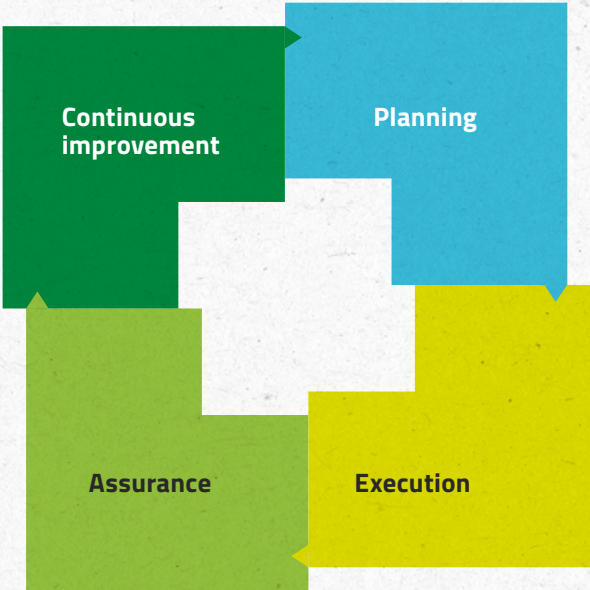 Continuous
improvement
Planning
Assurance
Execution